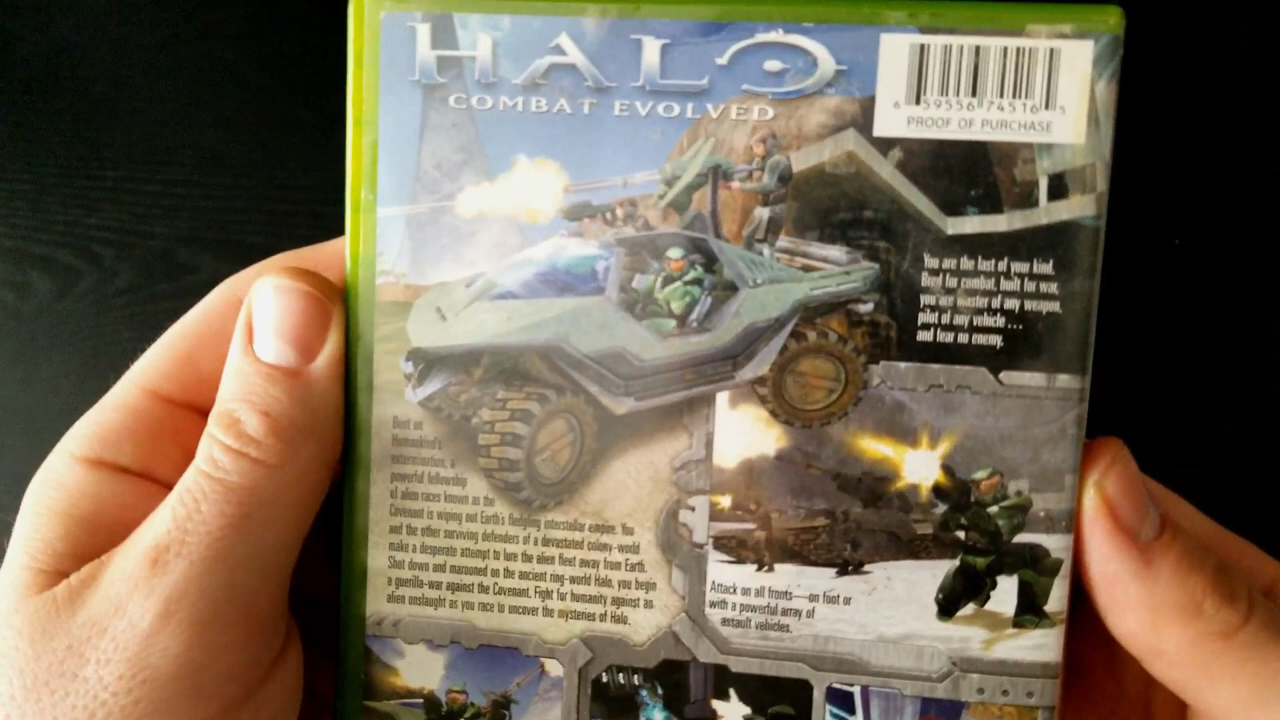 HALO
TM
COMBAT EVOLVED
6 59556 74516 5
PROOF OF PURCHASE
You are the last of your kind.
Bred for combat, built for war,
you are master of any weapon,
pilot of any vehicle ...
and fear no enemy.
Bent on
Humankind's
extermination, a
powerful fellowship
of alien races known as the
Covenant is wiping out Earth's fledgling interstellar empire. You
and the other surviving defenders of a devastated colony-world
make a desperate attempt to lure the alien fleet away from Earth.
Shot down and marooned on the ancient ring-world Halo, you begin
a guerilla-war against the Covenant. Fight for humanity against an
alien onslaught as you race to uncover the mysteries of Halo.
Attack on all fronts—on foot or
with a powerful array of
assault vehicles.